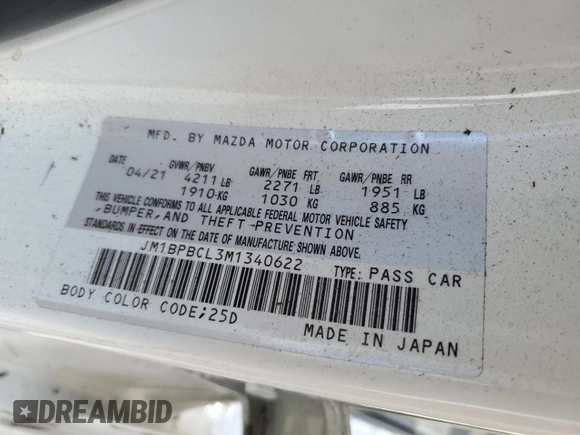 MFD. BY MAZDA MOTOR CORPORATION
DATE GVWR/PNBV GAWR/PNBE FRT GAWR/PNBE RR
04/21 4211 LB 2271 LB 1951 LB
1910 KG 1030 KG 885 KG
THIS VEHICLE CONFORMS TO ALL APPLICABLE FEDERAL MOTOR VEHICLE SAFETY
, BUMPER, AND THEFT PREVENTION
STANDARDS IN EFFECT ON THE DATE OF MANUFACTURE SHOWN ABOVE.
JM1BPBCL3M1340622 TYPE: PASS CAR
BODY COLOR CODE;25D
MADE IN JAPAN
DREAMBID